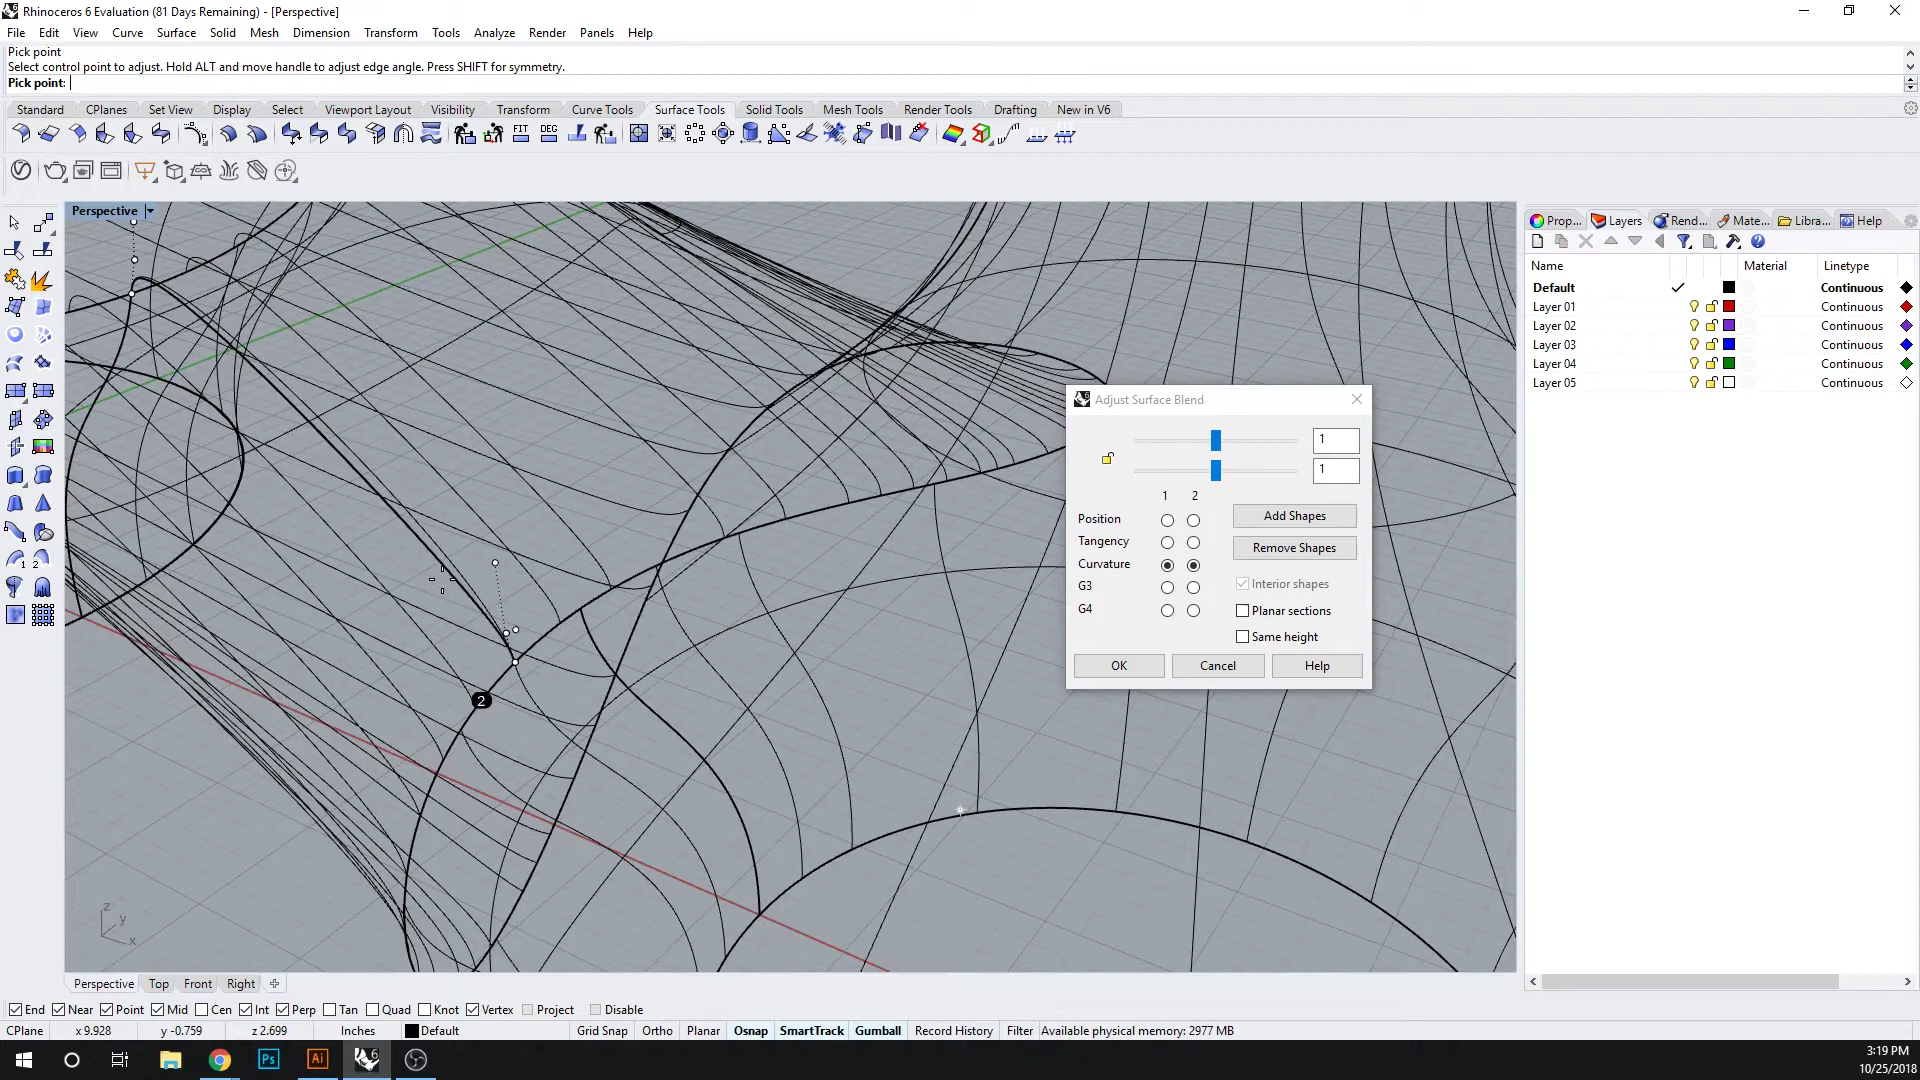 Rhinoceros 6 Evaluation (81 Days Remaining) - [Perspective]
File Edit View Curve Surface Solid Mesh Dimension Transform Tools Analyze Render Panels Help
Pick point
Select control point to adjust. Hold ALT and move handle to adjust edge angle. Press SHIFT for symmetry.
Pick point:
Standard CPlanes Set View Display Select Viewport Layout Visibility Transform Curve Tools Surface Tools Solid Tools Mesh Tools Render Tools Drafting New in V6
FIT DEG
Perspective
Prop... Layers Rend... Mate... Libra... Help
Name Material Linetype
Default Continuous
Layer 01 Continuous
Layer 02 Continuous
Layer 03 Continuous
Layer 04 Continuous
Layer 05 Continuous
Adjust Surface Blend
1
1
1 2
Position
Tangency
Curvature
G3
G4
Add Shapes
Remove Shapes
Interior shapes
Planar sections
Same height
OK Cancel Help
2
z
y
x
Perspective Top Front Right
End Near Point Mid Cen Int Perp Tan Quad Knot Vertex Project Disable
CPlane x 9.928 y -0.759 z 2.699 Inches Default Grid Snap Ortho Planar Osnap SmartTrack Gumball Record History Filter Available physical memory: 2977 MB
Ps Ai 6
3:19 PM
10/25/2018